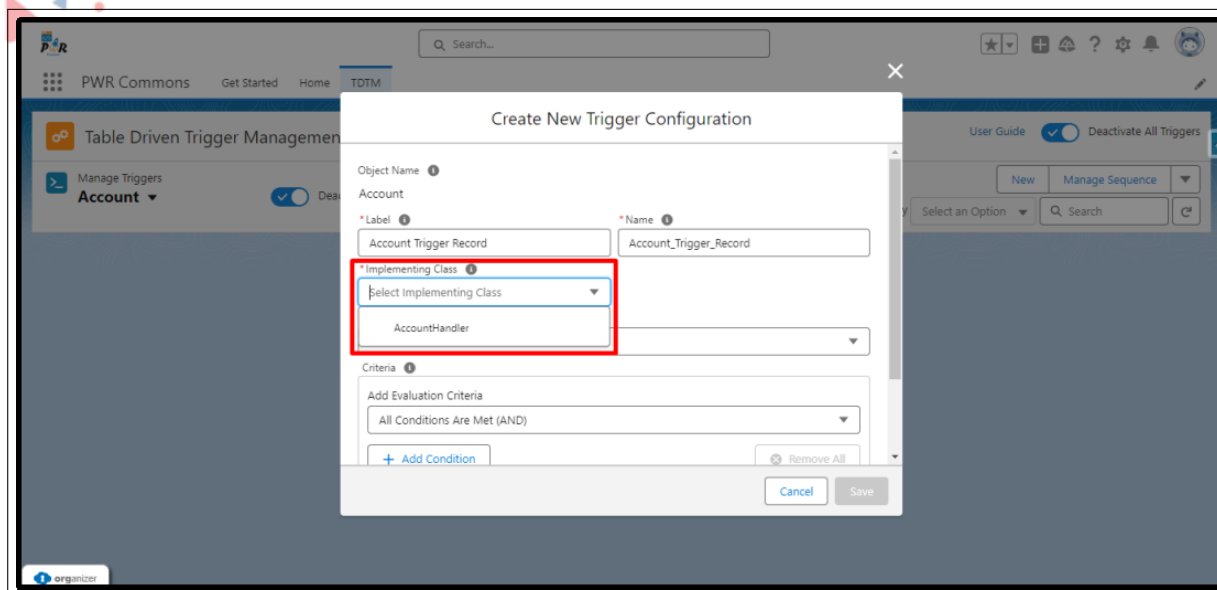 PWR
Search...
PWR Commons Get Started Home TDTM
Table Driven Trigger Managemen
User Guide Deactivate All Triggers
Manage Triggers
Account
Dea
New Manage Sequence
y Select an Option Search
Create New Trigger Configuration
Object Name
Account
*Label
*Name
Account Trigger Record
Account_Trigger_Record
*Implementing Class
Select Implementing Class
AccountHandler
Criteria
Add Evaluation Criteria
All Conditions Are Met (AND)
+ Add Condition
Remove All
Cancel Save
organizer